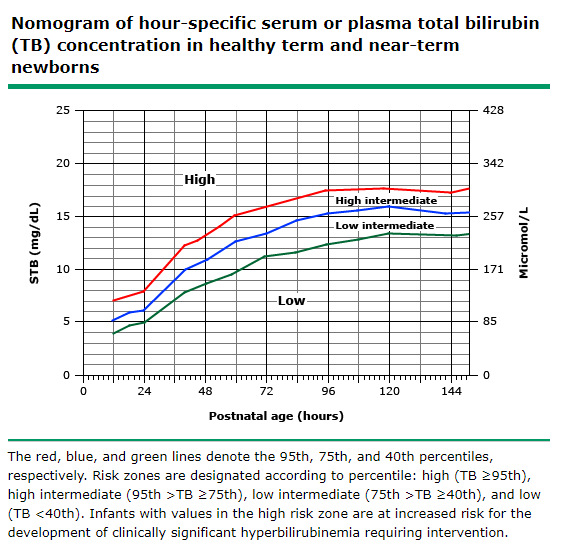 Nomogram of hour-specific serum or plasma total bilirubin
(TB) concentration in healthy term and near-term
newborns
25
428
20
342
High
High intermediate
15
257
Low intermediate
STB (mg/dL)
Micromol/L
10
171
Low
5
85
0
0
0 24 48 72 96 120 144
Postnatal age (hours)
The red, blue, and green lines denote the 95th, 75th, and 40th percentiles,
respectively. Risk zones are designated according to percentile: high (TB ≥95th),
high intermediate (95th >TB ≥75th), low intermediate (75th >TB ≥40th), and low
(TB <40th). Infants with values in the high risk zone are at increased risk for the
development of clinically significant hyperbilirubinemia requiring intervention.